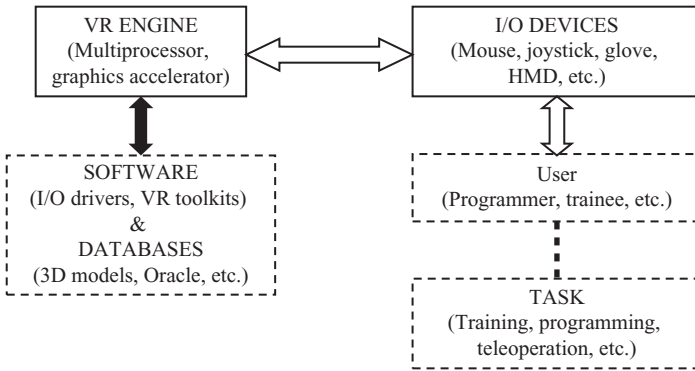 VR ENGINE
(Multiprocessor,
graphics accelerator)
I/O DEVICES
(Mouse, joystick, glove,
HMD, etc.)
SOFTWARE
(I/O drivers, VR toolkits)
&
DATABASES
(3D models, Oracle, etc.)
User
(Programmer, trainee, etc.)
TASK
(Training, programming,
teleoperation, etc.)